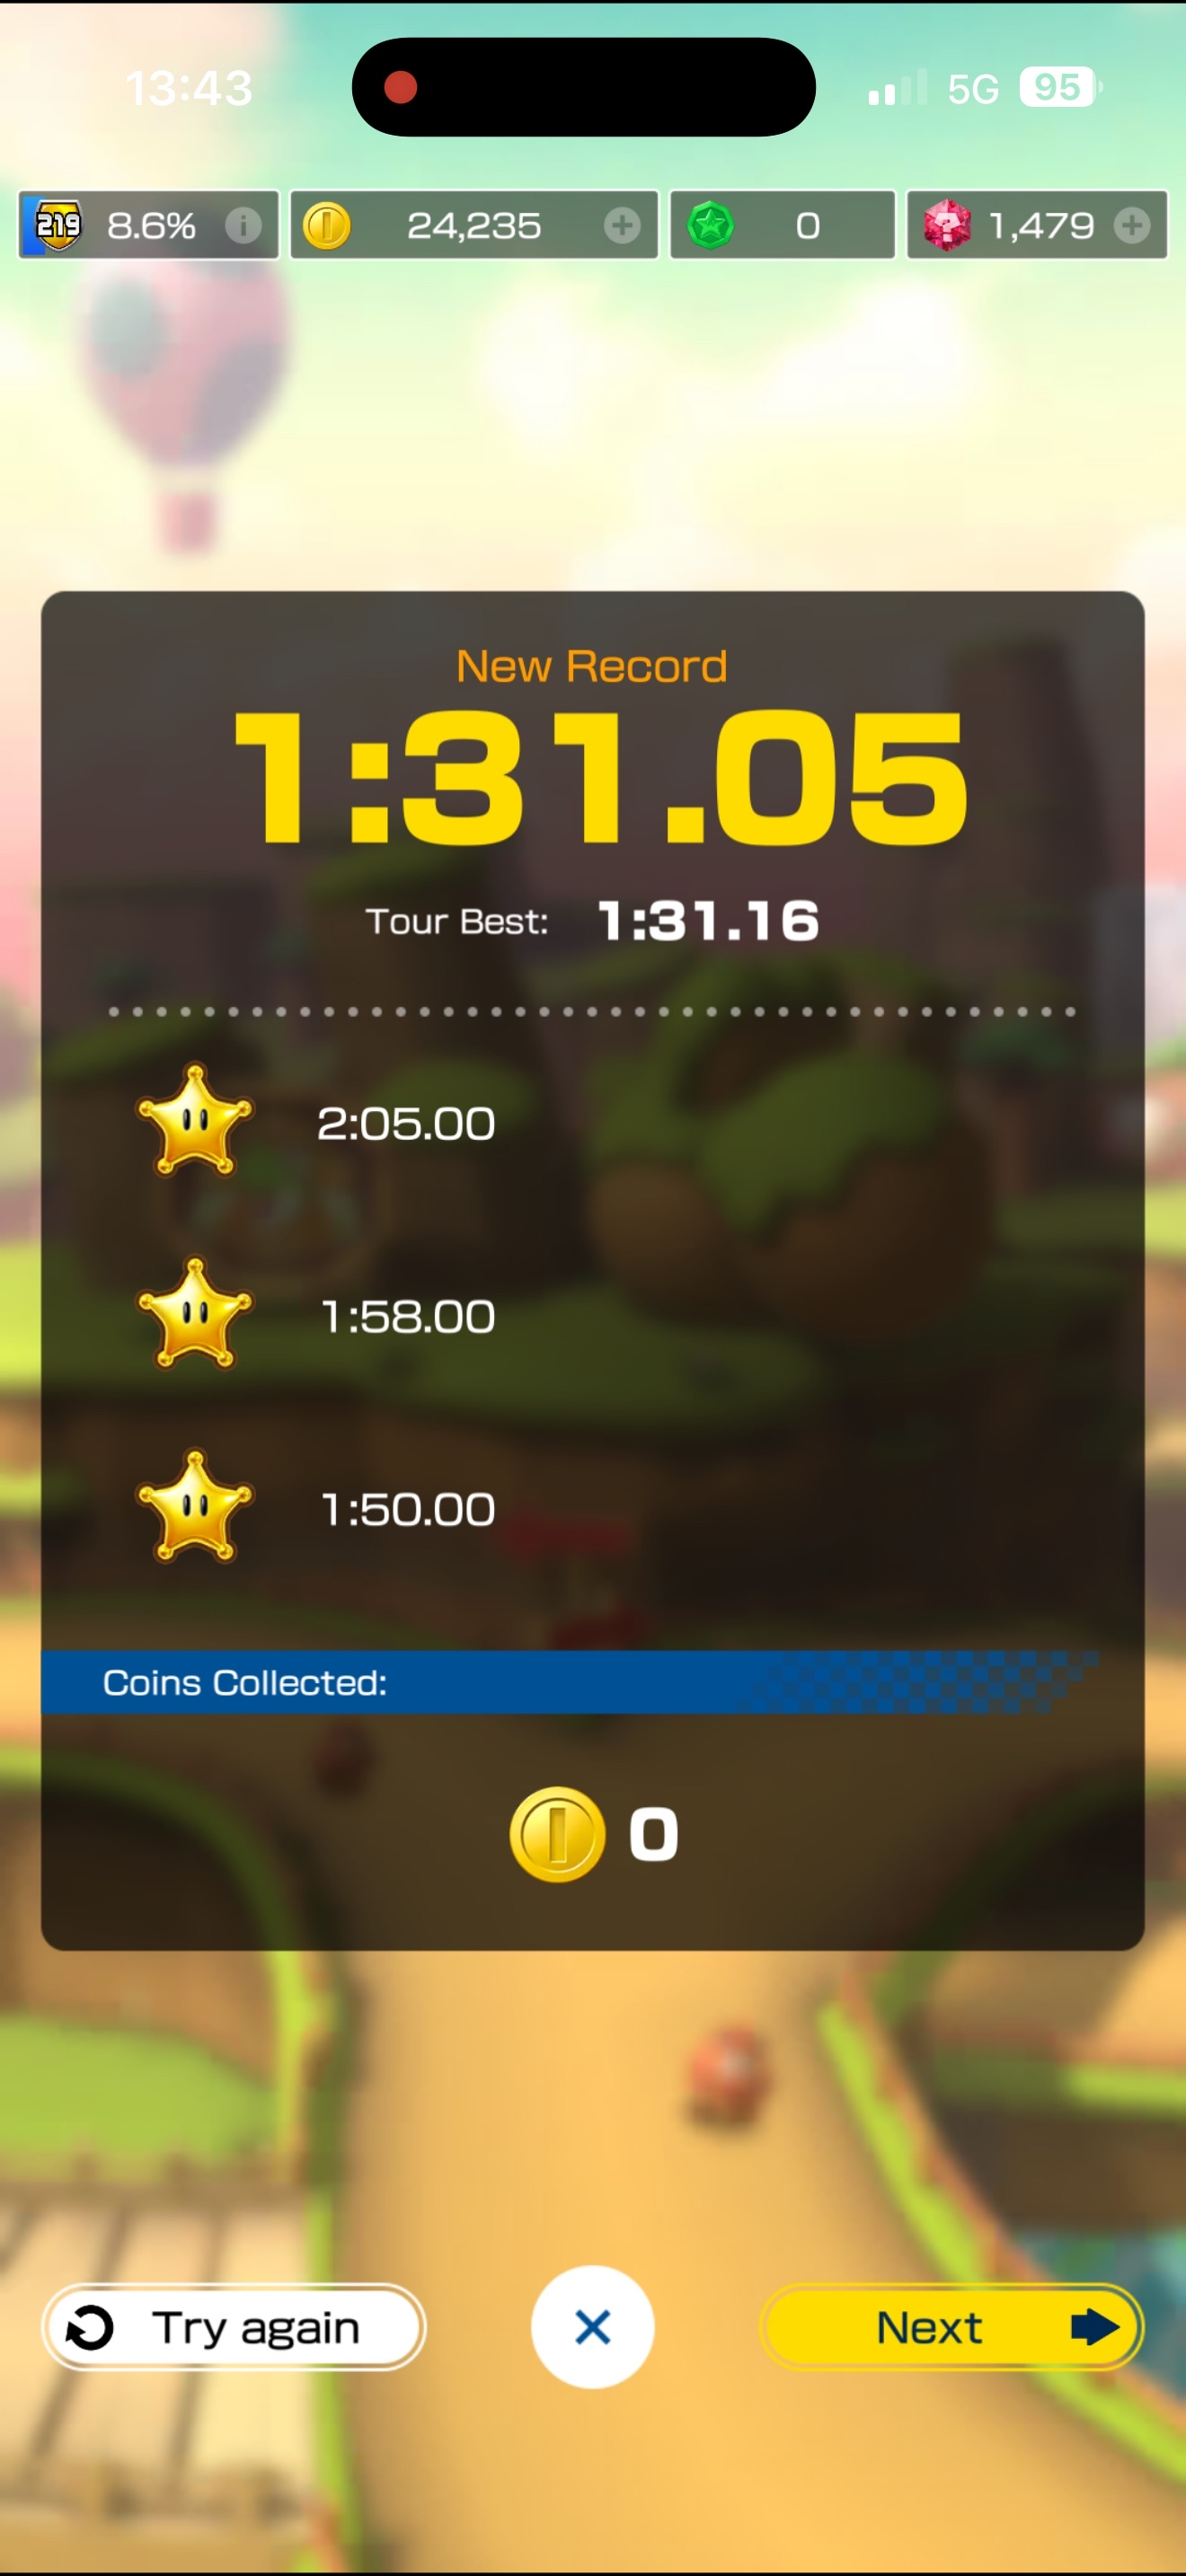 13:43 5G 95
219 8.6% i 24,235 + 0 ? 1,479 +
New Record
1:31.05
Tour Best: 1:31.16
2:05.00
1:58.00
1:50.00
Coins Collected:
0
Try again × Next